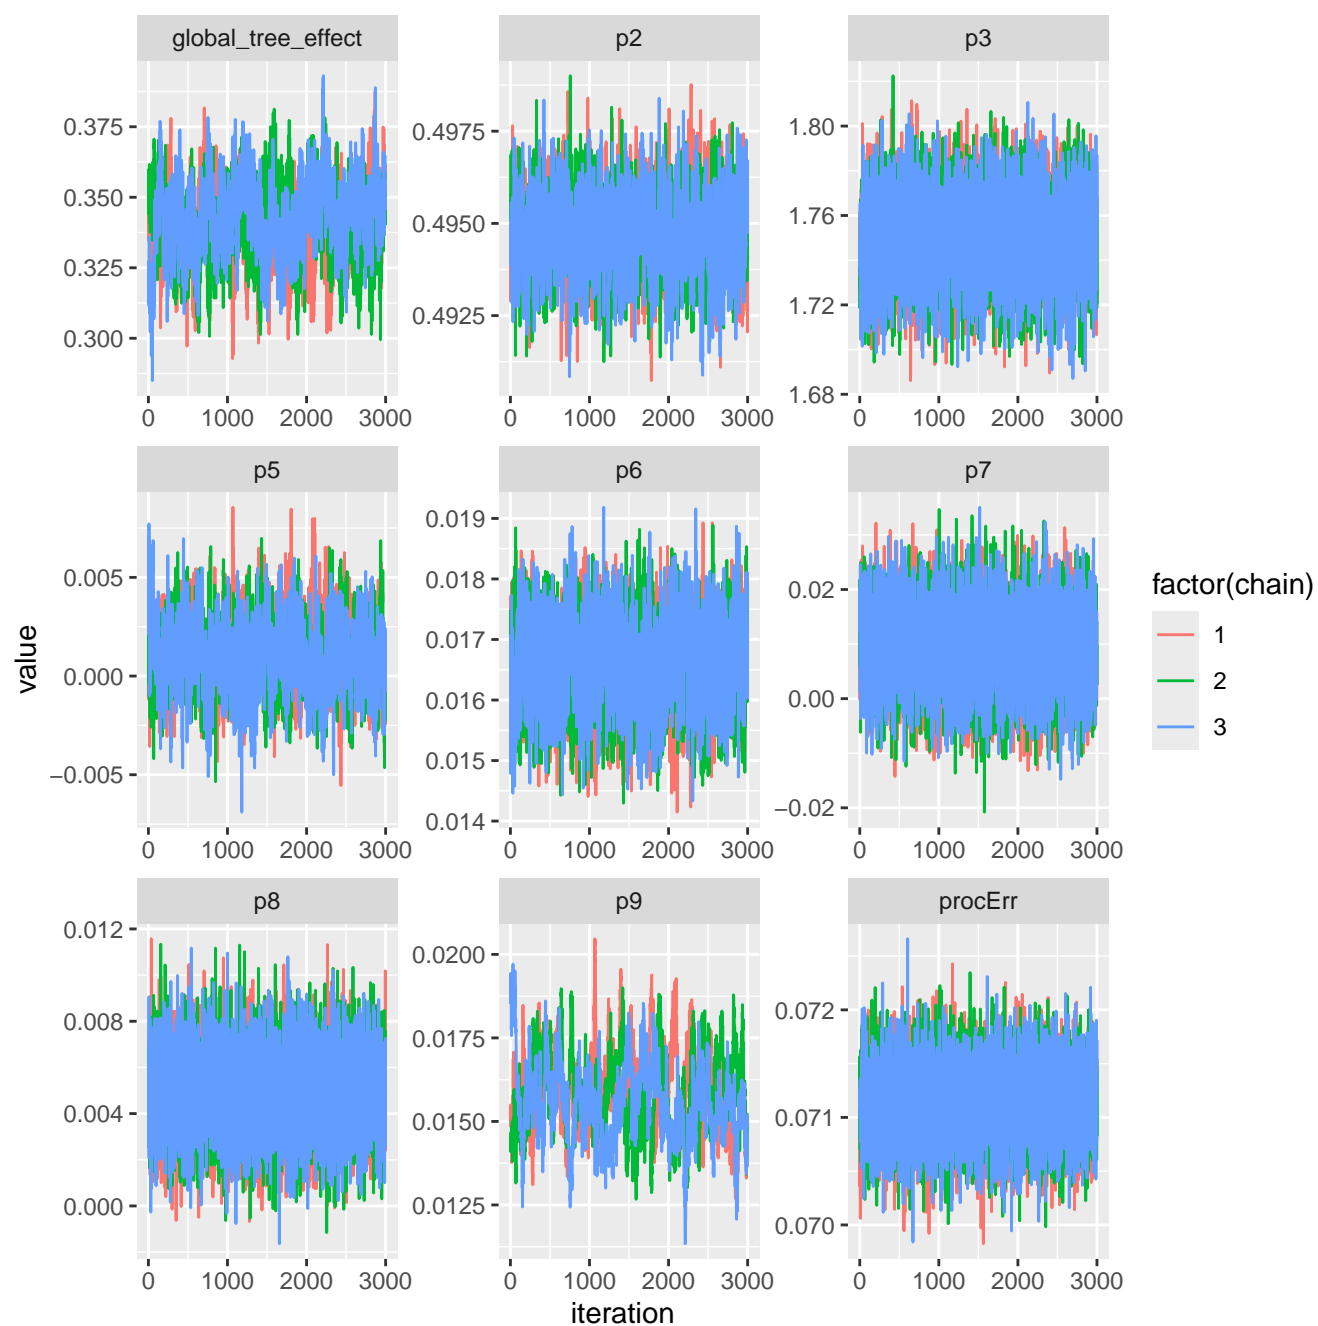 global_tree_effect
p2
p3
0.375
0.350
0.325
0.300
0.4975
0.4950
0.4925
1.80
1.76
1.72
1.68
0 1000 2000 3000
0 1000 2000 3000
0 1000 2000 3000
p5
p6
p7
0.005
0.000
−0.005
0.019
0.018
0.017
0.016
0.015
0.014
0.02
0.00
−0.02
0 1000 2000 3000
0 1000 2000 3000
0 1000 2000 3000
p8
p9
procErr
0.012
0.008
0.004
0.000
0.0200
0.0175
0.0150
0.0125
0.072
0.071
0.070
0 1000 2000 3000
0 1000 2000 3000
0 1000 2000 3000
value
iteration
factor(chain)
1
2
3